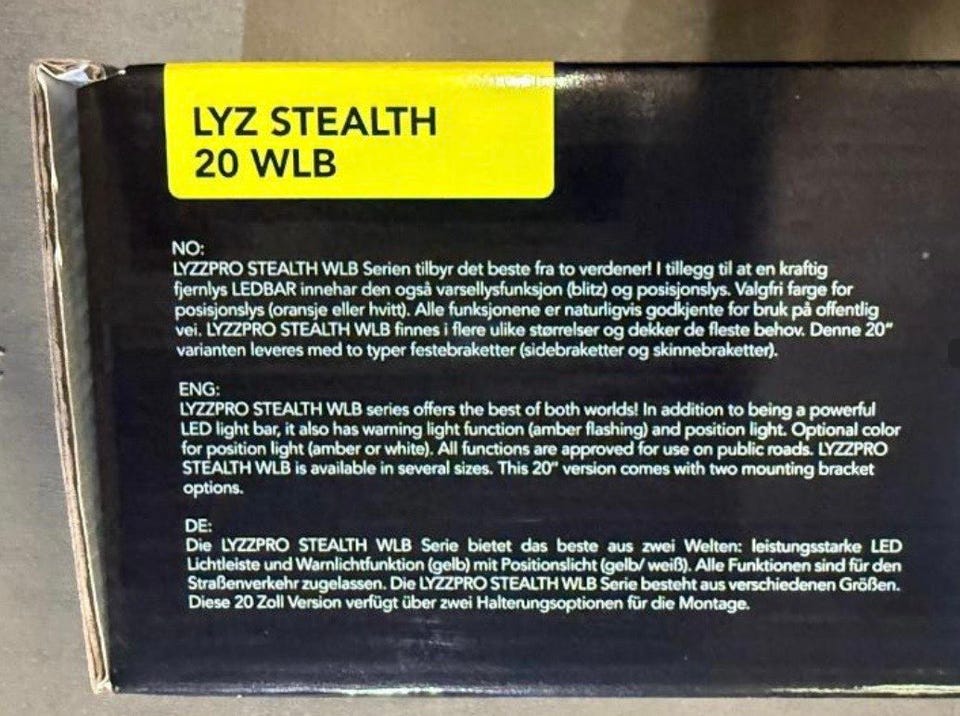 LYZ STEALTH
20 WLB
NO:
LYZZPRO STEALTH WLB Serien tilbyr det beste fra to verdener! I tillegg til at en kraftig
fjernlys LEDBAR innehar den også varsellysfunksjon (blitz) og posisjonslys. Valgfri farge for
posisjonslys (oransje eller hvitt). Alle funksjonene er naturligvis godkjente for bruk på offentlig
vei. LYZZPRO STEALTH WLB finnes i flere ulike størrelser og dekker de fleste behov. Denne 20"
varianten leveres med to typer festebraketter (sidebraketter og skinnebraketter).
ENG:
LYZZPRO STEALTH WLB series offers the best of both worlds! In addition to being a powerful
LED light bar, it also has warning light function (amber flashing) and position light. Optional color
for position light (amber or white). All functions are approved for use on public roads. LYZZPRO
STEALTH WLB is available in several sizes. This 20" version comes with two mounting bracket
options.
DE:
Die LYZZPRO STEALTH WLB Serie bietet das beste aus zwei Welten: leistungsstarke LED
Lichtleiste und Warnlichtfunktion (gelb) mit Positionslicht (gelb/ weiß). Alle Funktionen sind für den
Straßenverkehr zugelassen. Die LYZZPRO STEALTH WLB Serie besteht aus verschiedenen Größen.
Diese 20 Zoll Version verfügt über zwei Halterungsoptionen für die Montage.